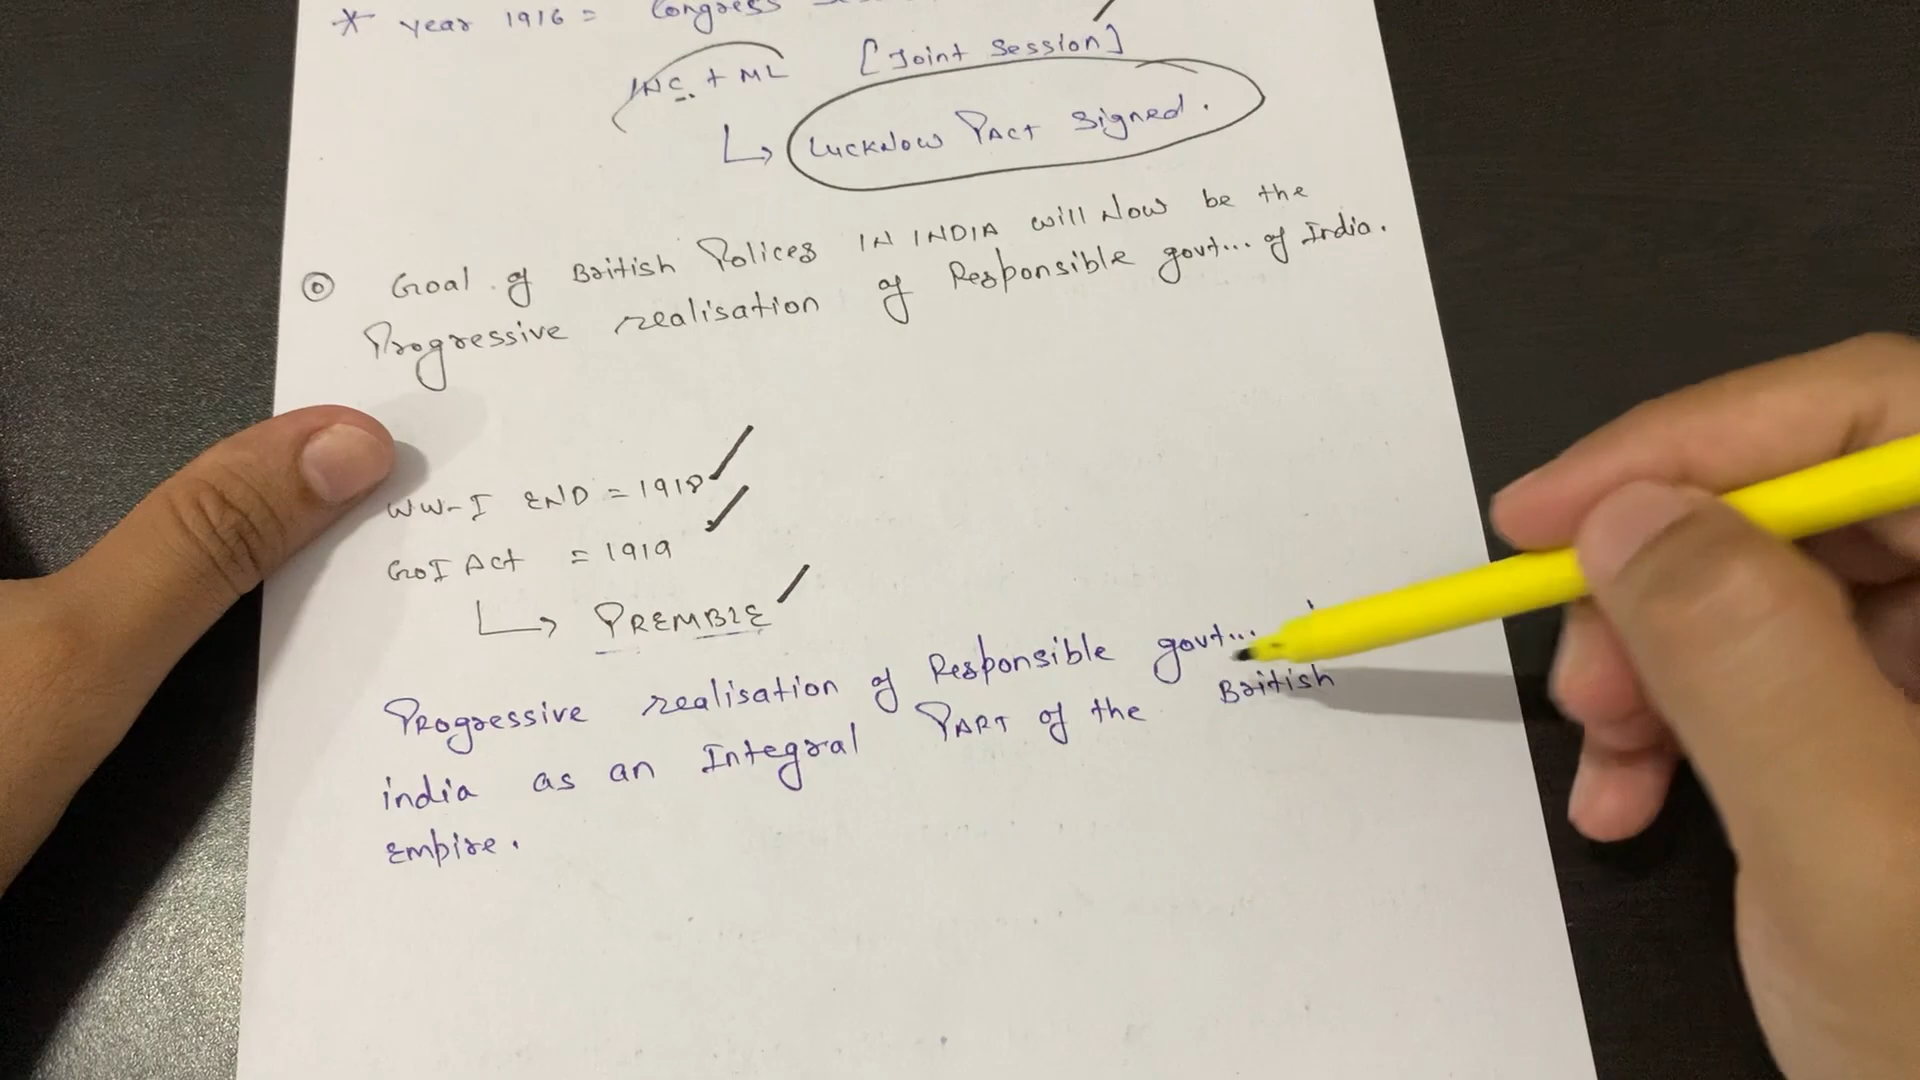 * year 1916 = Congress
INC + ML [Joint Session]
↳ Lucknow Pact Signed.
⊙ Goal of British Polices IN INDIA will Now be the
Progressive realisation of Responsible govt... of India.
WW-I END = 1918
GOI Act = 1919
↳ PREMBLE
Progressive realisation of Responsible govt...
india as an Integral PART of the British
empire.